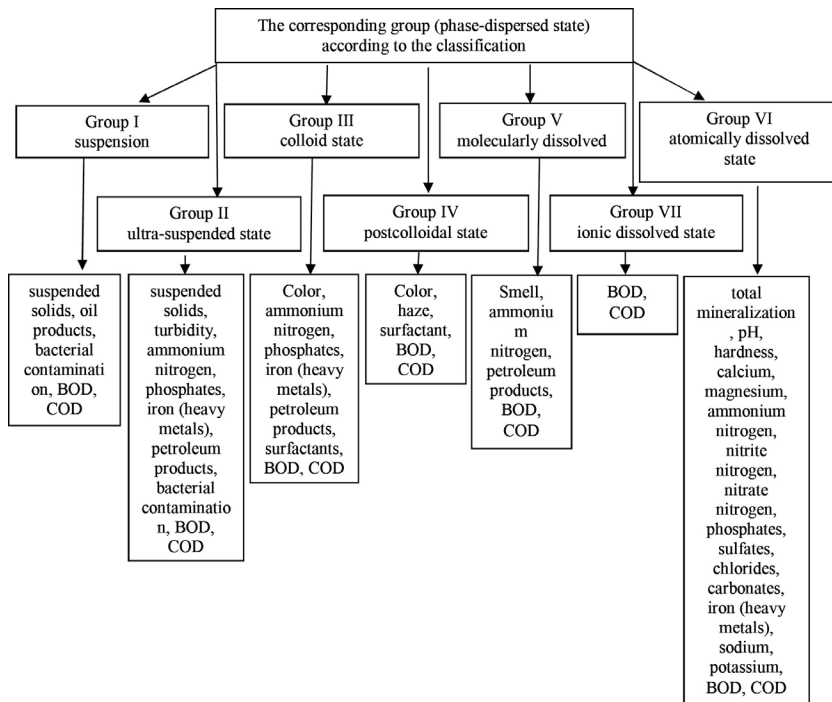 The corresponding group (phase-dispersed state)
according to the classification
Group I
suspension
Group III
colloid state
Group V
molecularly dissolved
Group VI
atomically dissolved
state
Group II
ultra-suspended state
Group IV
postcolloidal state
Group VII
ionic dissolved state
suspended
solids, oil
products,
bacterial
contaminati
on, BOD,
COD
suspended
solids,
turbidity,
ammonium
nitrogen,
phosphates,
iron (heavy
metals),
petroleum
products,
bacterial
contaminatio
n, BOD,
COD
Color,
ammonium
nitrogen,
phosphates,
iron (heavy
metals),
petroleum
products,
surfactants,
BOD, COD
Color,
haze,
surfactant,
BOD,
COD
Smell,
ammoniu
m
nitrogen,
petroleum
products,
BOD,
COD
BOD,
COD
total
mineralization
, pH,
hardness,
calcium,
magnesium,
ammonium
nitrogen,
nitrite
nitrogen,
nitrate
nitrogen,
phosphates,
sulfates,
chlorides,
carbonates,
iron (heavy
metals),
sodium,
potassium,
BOD, COD